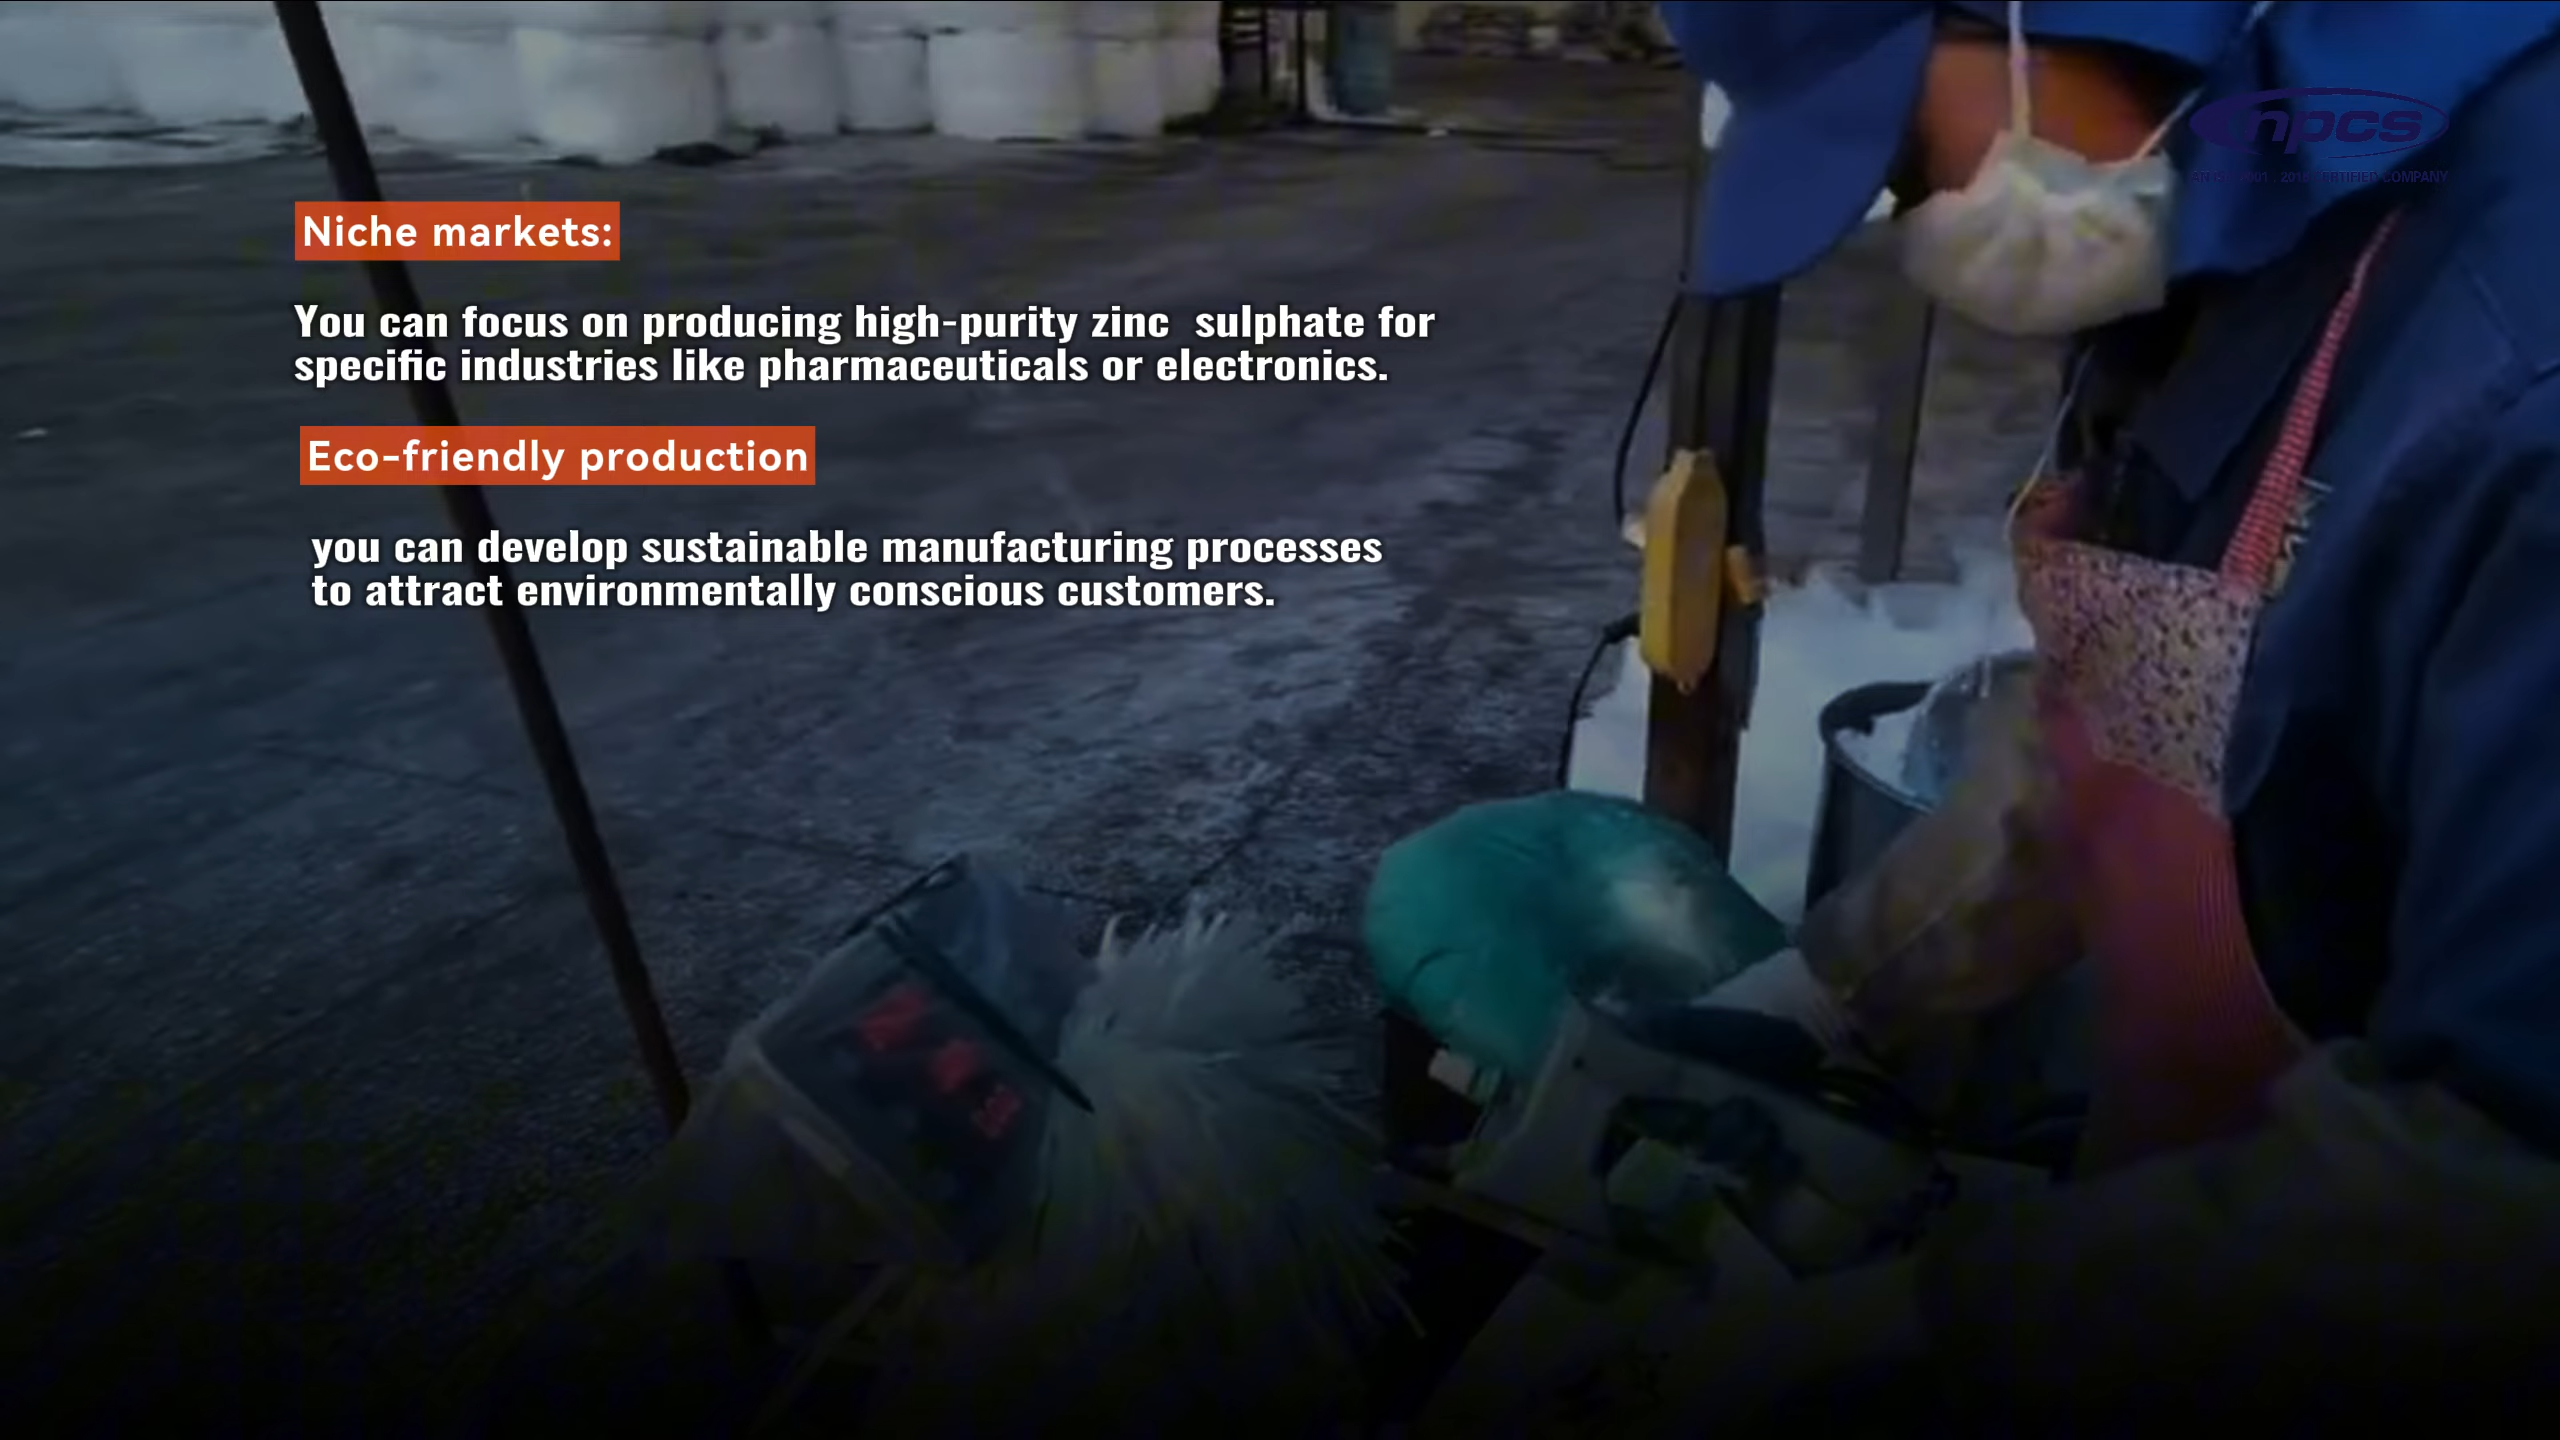 npcs
Niche markets:
You can focus on producing high-purity zinc  sulphate for
specific industries like pharmaceuticals or electronics.
Eco-friendly production
you can develop sustainable manufacturing processes
to attract environmentally conscious customers.